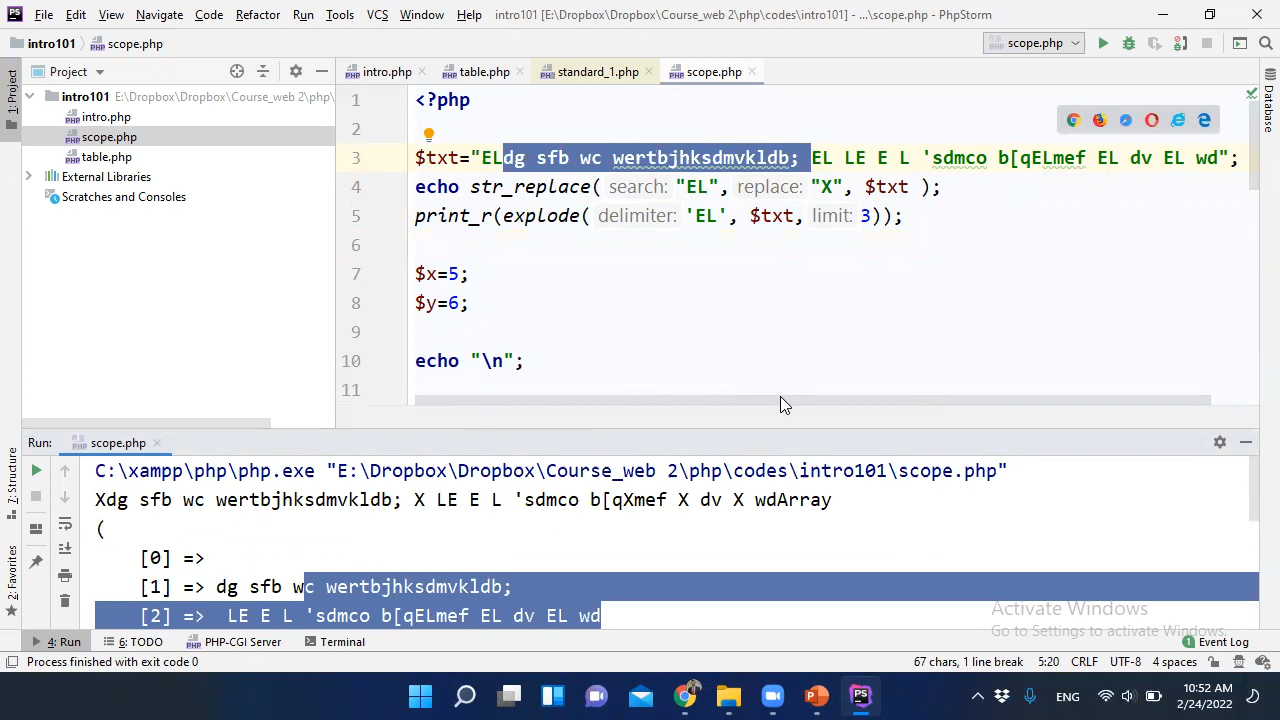 File Edit View Navigate Code Refactor Run Tools VCS Window Help intro101 [E:\Dropbox\Dropbox\Course_web 2\php\codes\intro101] - ...\scope.php - PhpStorm
intro101 scope.php scope.php
1: Project Project intro.php table.php standard_1.php scope.php Database
intro101 E:\Dropbox\Dropbox\Course_web 2\php\
intro.php
scope.php
table.php
External Libraries
Scratches and Consoles
1 <?php
2
3 $txt="ELdg sfb wc wertbjhksdmvkldb; EL LE E L 'sdmco b[qELmef EL dv EL wd";
4 echo str_replace( search: "EL", replace: "X", $txt );
5 print_r(explode( delimiter: 'EL', $txt, limit: 3));
6
7 $x=5;
8 $y=6;
9
10 echo "\n";
11
Run: scope.php
C:\xampp\php\php.exe "E:\Dropbox\Dropbox\Course_web 2\php\codes\intro101\scope.php"
Xdg sfb wc wertbjhksdmvkldb; X LE E L 'sdmco b[qXmef X dv X wdArray
(
[0] =>
[1] => dg sfb wc wertbjhksdmvkldb;
[2] => LE E L 'sdmco b[qELmef EL dv EL wd
7: Structure
2: Favorites
Activate Windows
Go to Settings to activate Windows.
4: Run 6: TODO PHP-CGI Server Terminal 1 Event Log
Process finished with exit code 0 67 chars, 1 line break 5:20 CRLF UTF-8 4 spaces
ENG 10:52 AM
2/24/2022